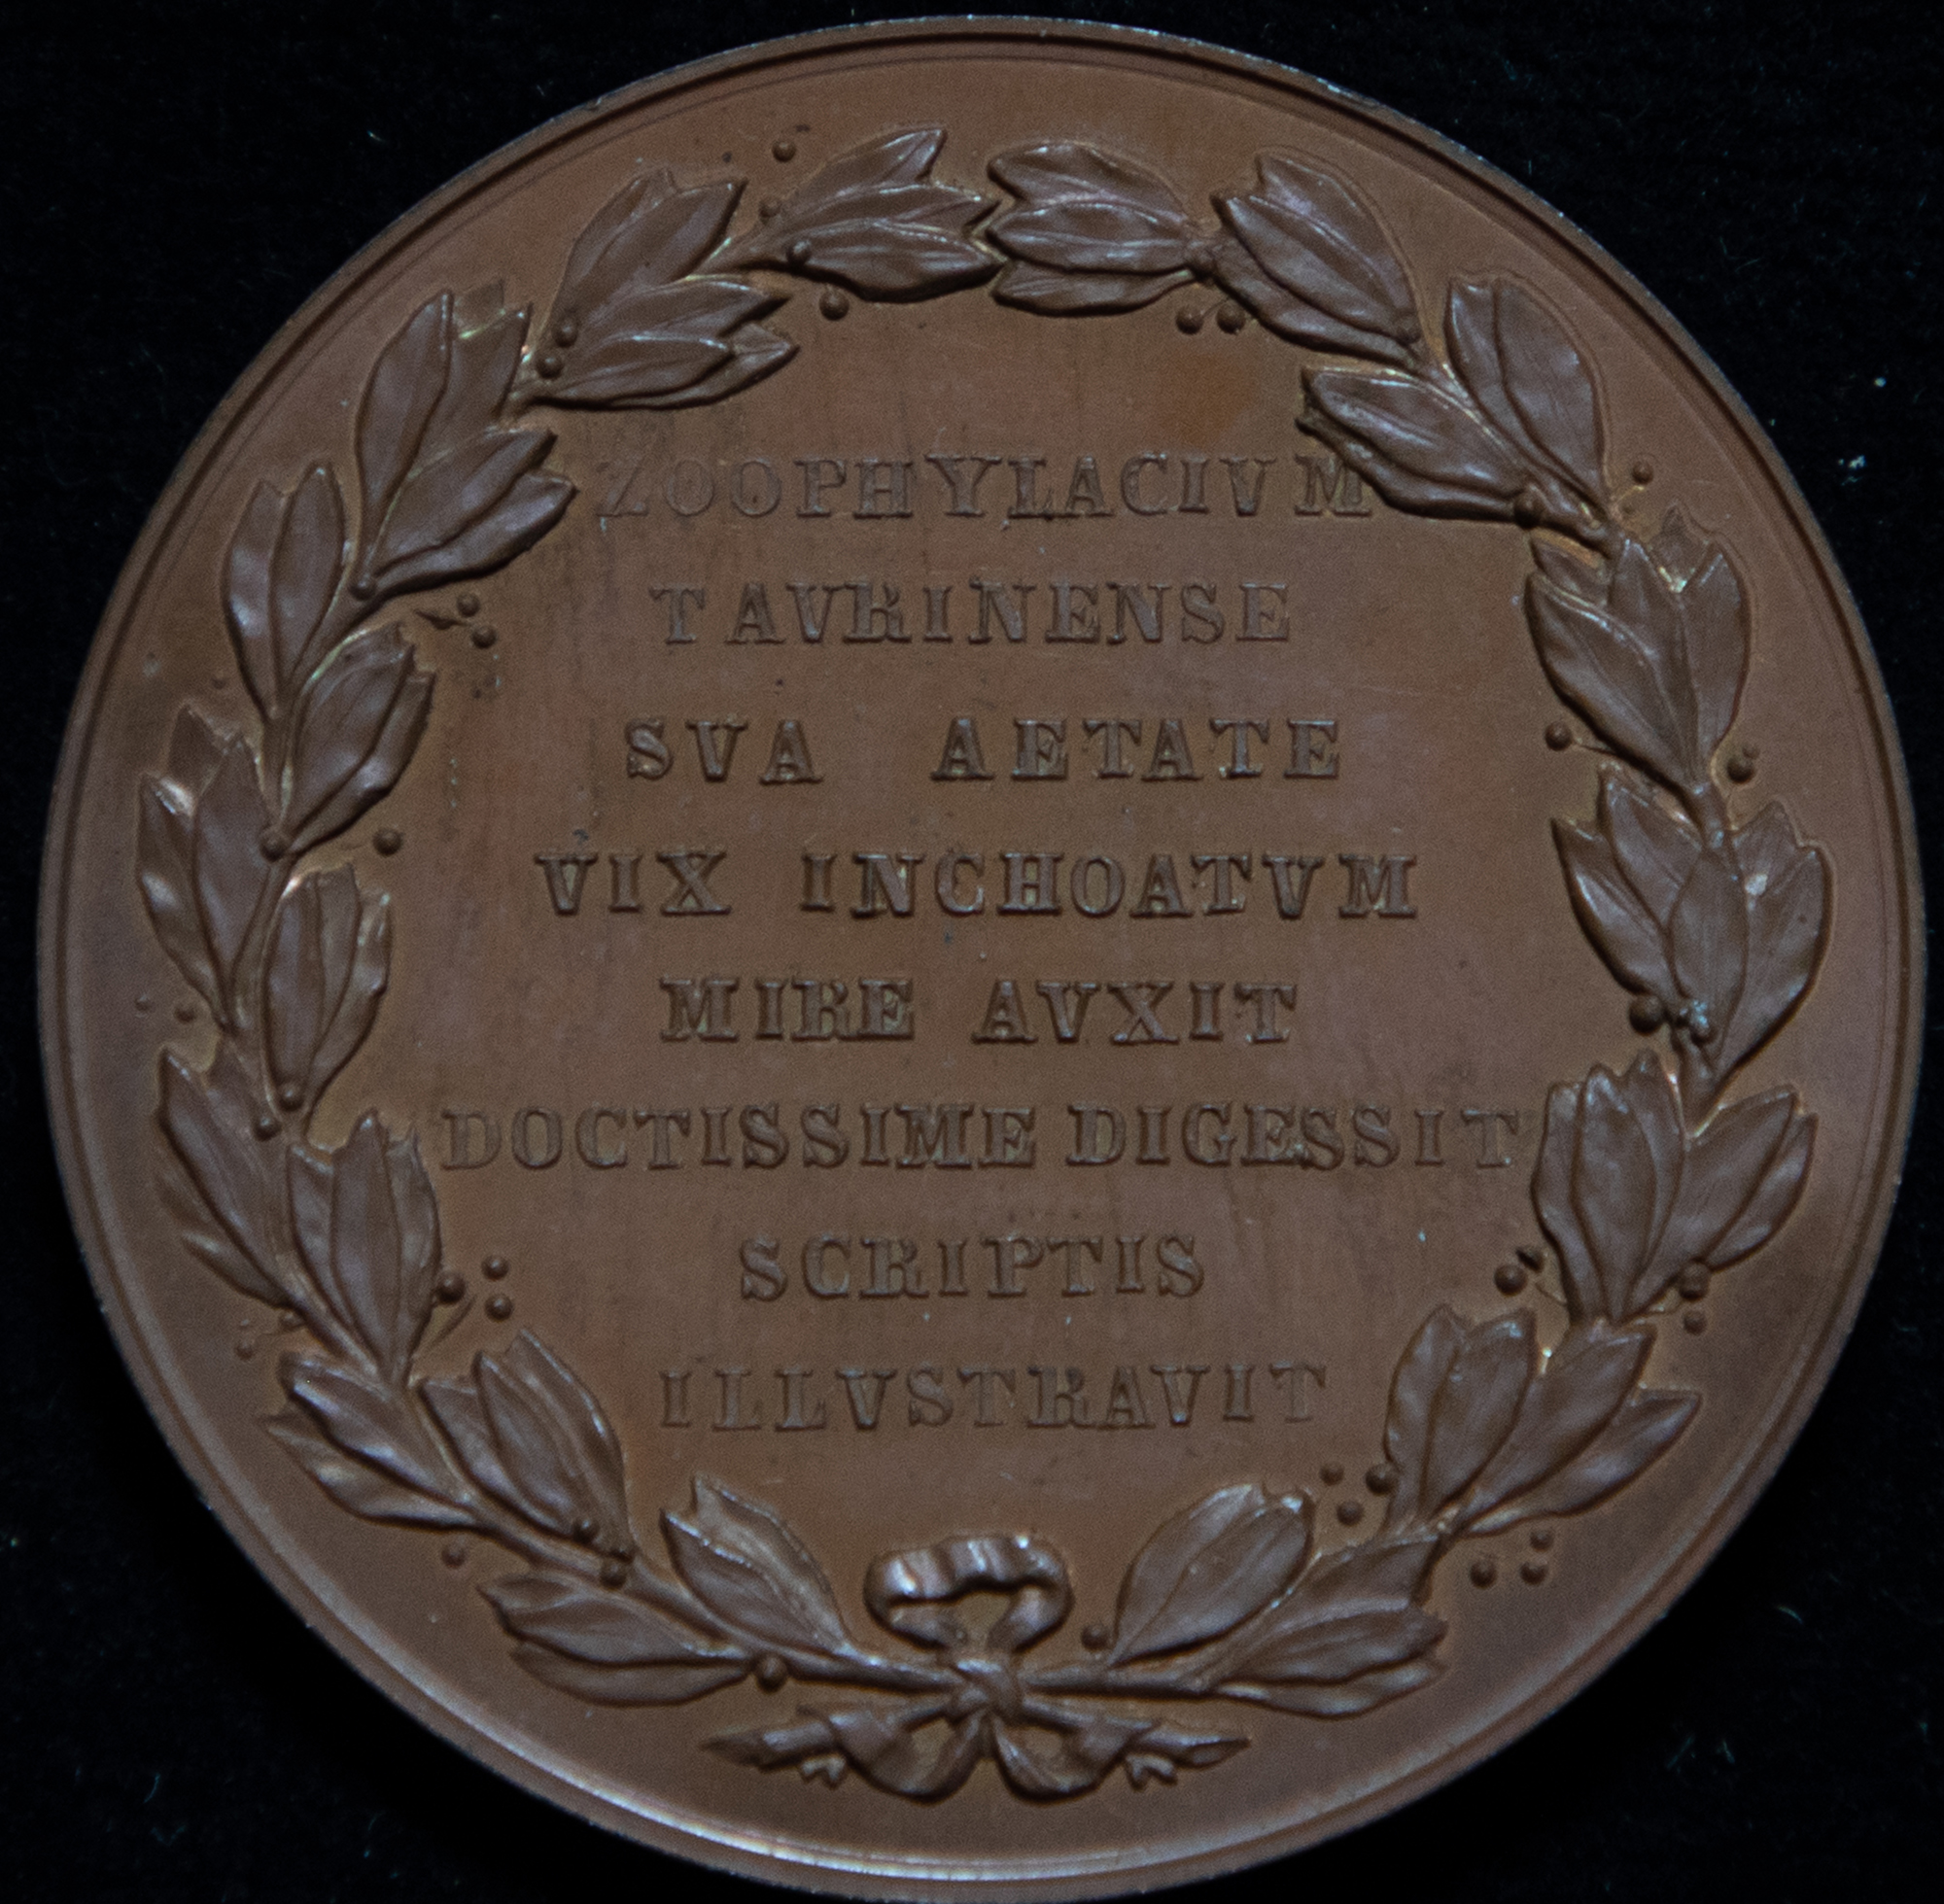 ZOOPHYLACIVM
TAVRINENSE
SVA AETATE
VIX INCHOATVM
MIRE AVXIT
DOCTISSIME DIGESSIT
SCRIPTIS
ILLVSTRAVIT